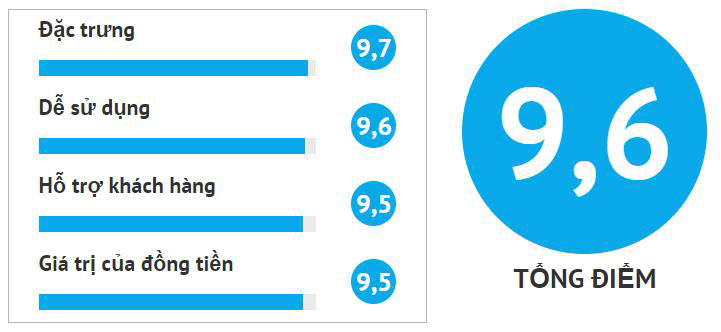 Đặc trưng
9,7
Dễ sử dụng
9,6
Hỗ trợ khách hàng
9,5
Giá trị của đồng tiền
9,5
9,6
TỔNG ĐIỂM